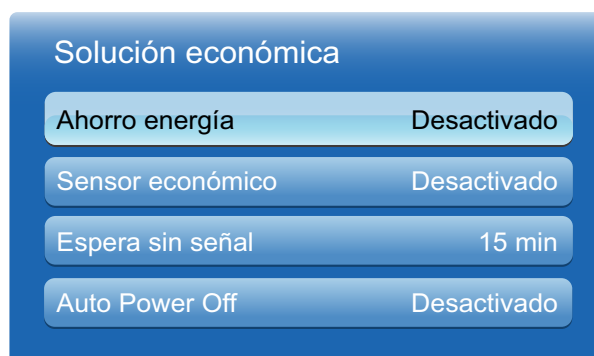 Solución económica
Ahorro energía Desactivado
Sensor económico Desactivado
Espera sin señal 15 min
Auto Power Off Desactivado